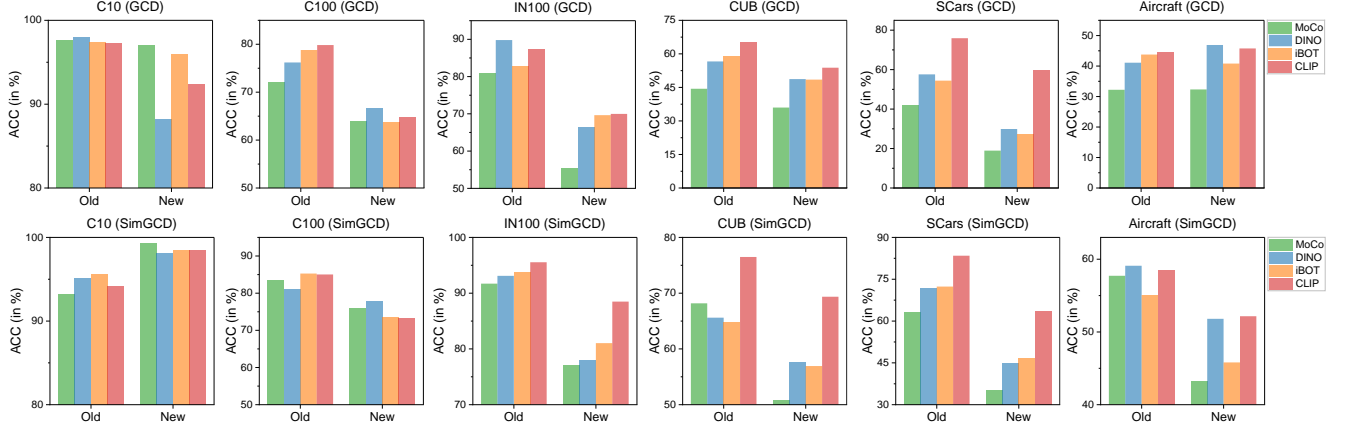 C10 (GCD)
ACC (in %)
100
90
80
Old New
C100 (GCD)
ACC (in %)
80
70
60
50
Old New
IN100 (GCD)
ACC (in %)
90
80
70
60
50
Old New
CUB (GCD)
ACC (in %)
75
60
45
30
15
0
Old New
SCars (GCD)
ACC (in %)
80
60
40
20
0
Old New
Aircraft (GCD)
ACC (in %)
50
40
30
20
10
0
Old New
MoCo
DINO
iBOT
CLIP
C10 (SimGCD)
ACC (in %)
100
90
80
Old New
C100 (SimGCD)
ACC (in %)
90
80
70
60
50
Old New
IN100 (SimGCD)
ACC (in %)
100
90
80
70
Old New
CUB (SimGCD)
ACC (in %)
80
70
60
50
Old New
SCars (SimGCD)
ACC (in %)
90
75
60
45
30
Old New
Aircraft (SimGCD)
ACC (in %)
60
50
40
Old New
MoCo
DINO
iBOT
CLIP